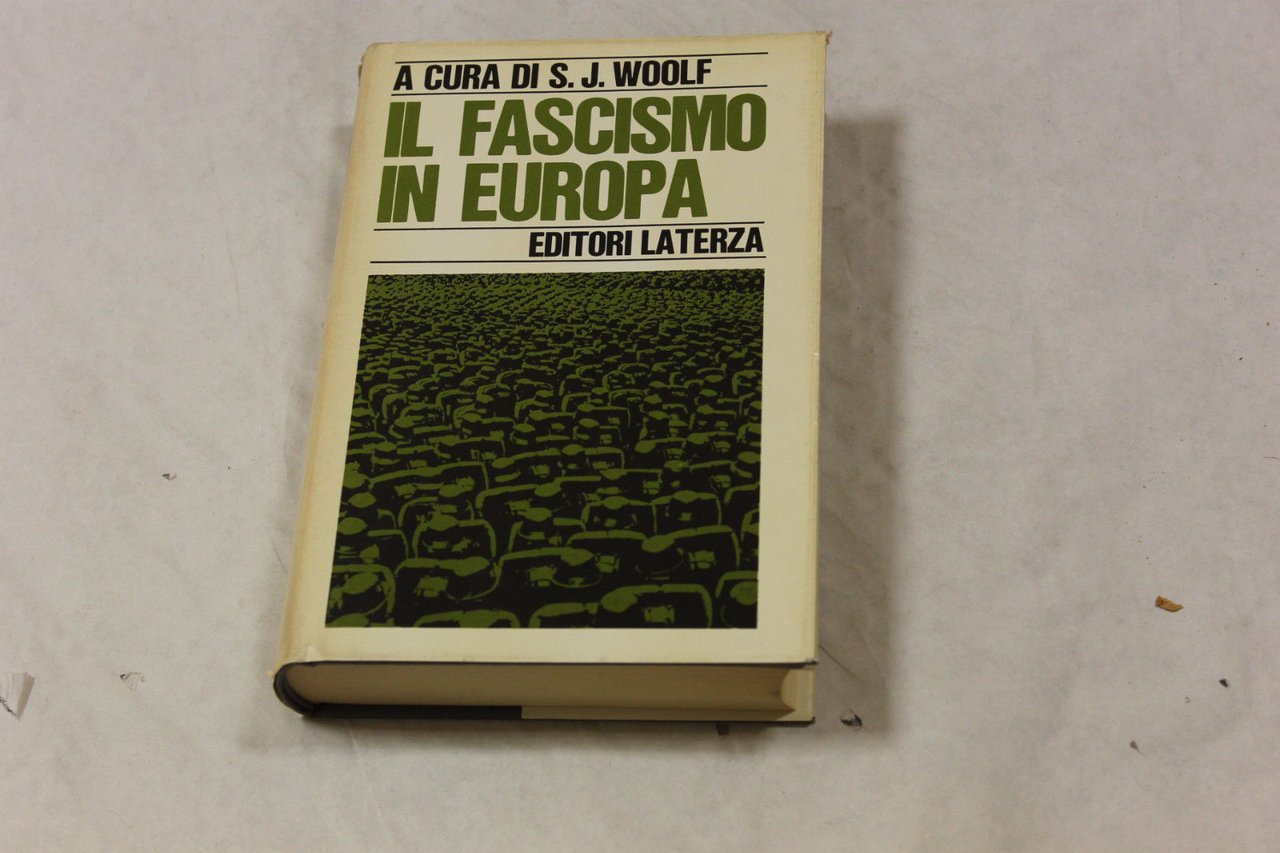 A CURA DI S. J. WOOLF
IL FASCISMO
IN EUROPA
EDITORI LATERZA